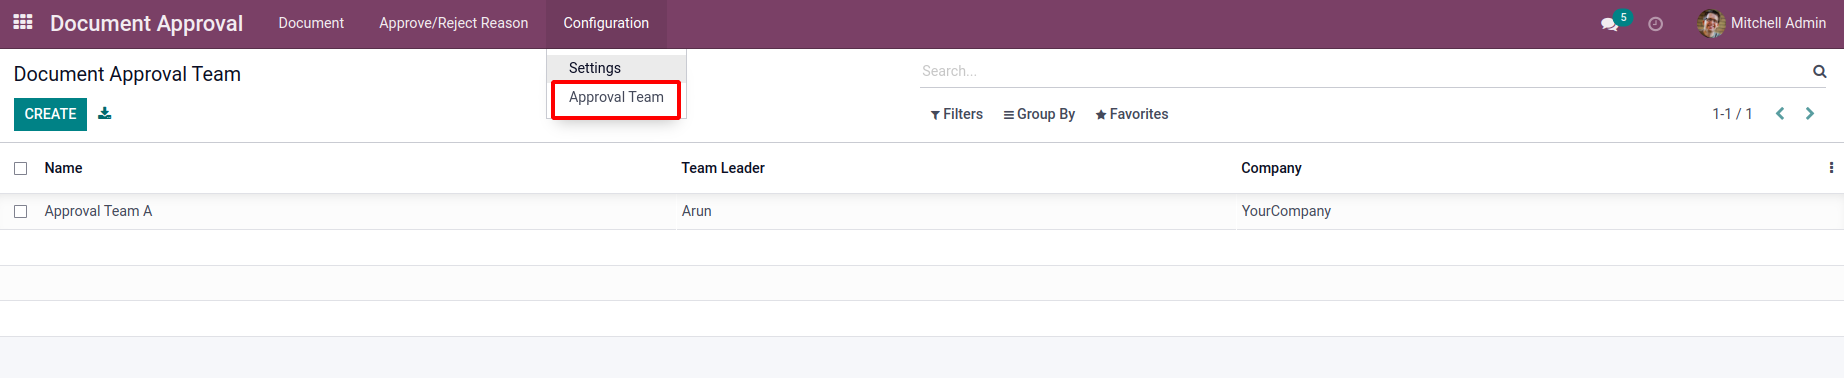 Document Approval Document Approve/Reject Reason Configuration 5 Mitchell Admin
Settings
Approval Team
Document Approval Team
Search...
CREATE
Filters Group By Favorites 1-1 / 1
Name Team Leader Company
Approval Team A Arun YourCompany